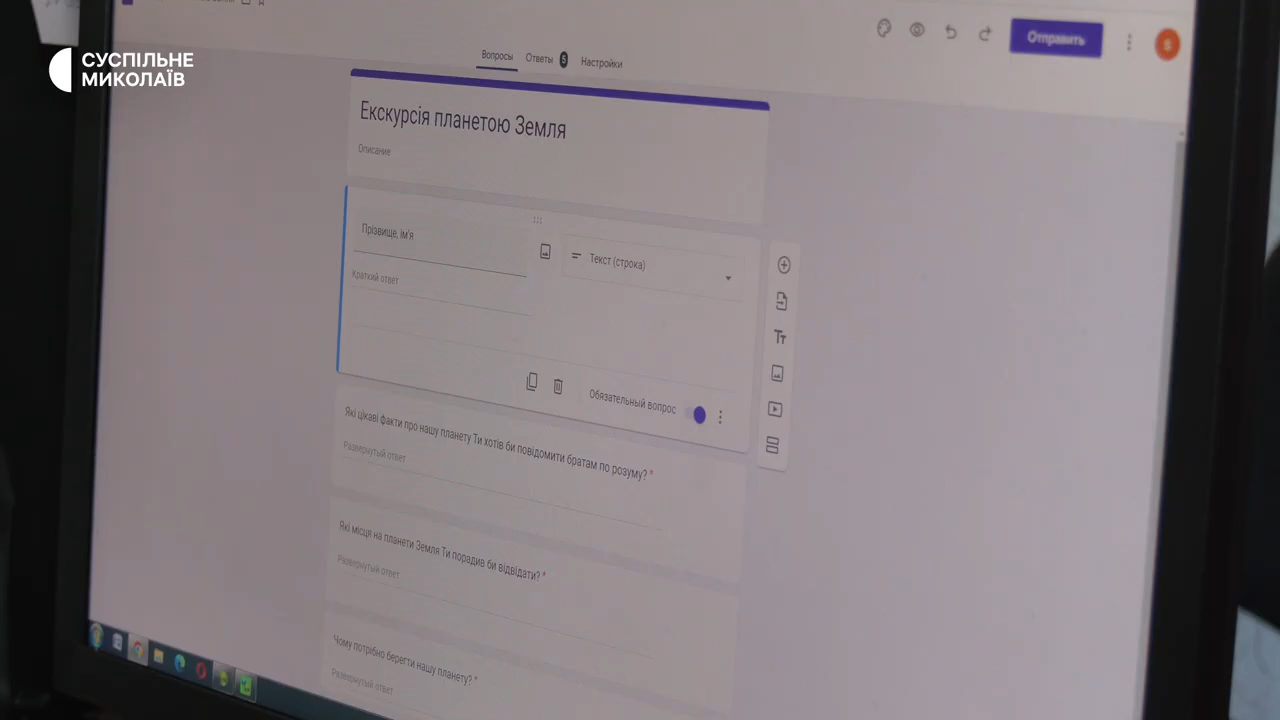 СУСПІЛЬНЕ
МИКОЛАЇВ
Отправить
S
Вопросы
Ответы 5
Настройки
Екскурсія планетою Земля
Описание
Прізвище, ім'я
Текст (строка)
Краткий ответ
Обязательный вопрос
Які цікаві факти про нашу планету Ти хотів би повідомити братам по розуму? *
Развернутый ответ
Які місця на планети Земля Ти порадив би відвідати? *
Развернутый ответ
Чому потрібно берегти нашу планету? *
Развернутый ответ